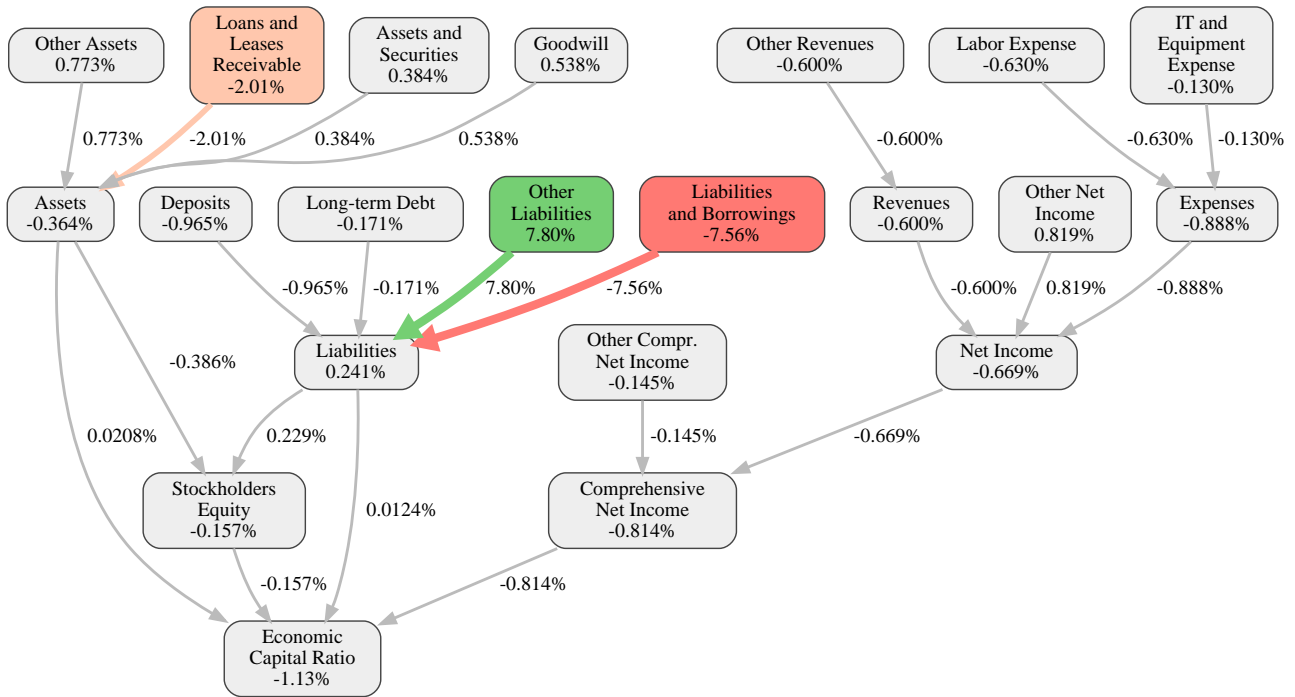 Other Assets
0.773%
Loans and
Leases
Receivable
-2.01%
Assets and
Securities
0.384%
Goodwill
0.538%
Other Revenues
-0.600%
Labor Expense
-0.630%
IT and
Equipment
Expense
-0.130%
0.773%
-2.01%
0.384%
0.538%
-0.600%
-0.630%
-0.130%
Assets
-0.364%
Deposits
-0.965%
Long-term Debt
-0.171%
Other
Liabilities
7.80%
Liabilities
and Borrowings
-7.56%
Revenues
-0.600%
Other Net
Income
0.819%
Expenses
-0.888%
-0.965%
-0.171%
7.80%
-7.56%
-0.600%
0.819%
-0.888%
Liabilities
0.241%
Other Compr.
Net Income
-0.145%
Net Income
-0.669%
-0.386%
0.0208%
0.229%
-0.145%
-0.669%
Stockholders
Equity
-0.157%
0.0124%
Comprehensive
Net Income
-0.814%
-0.157%
-0.814%
Economic
Capital Ratio
-1.13%